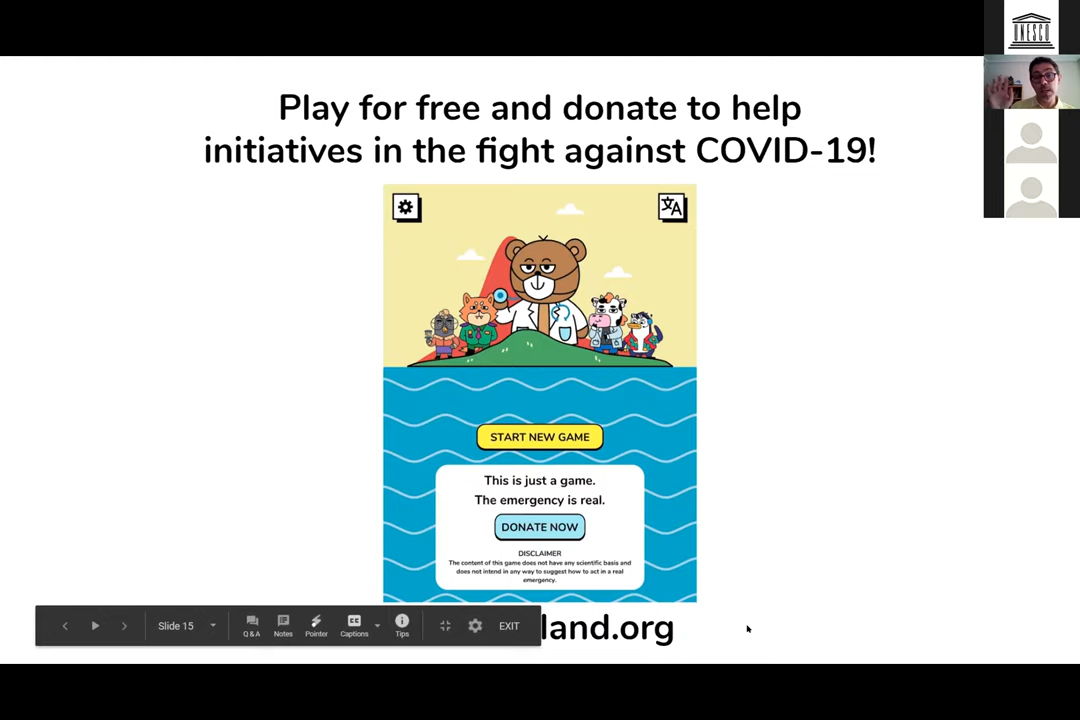 UNESCO
Play for free and donate to help
initiatives in the fight against COVID-19!
文A
START NEW GAME
This is just a game.
The emergency is real.
DONATE NOW
DISCLAIMER
The content of this game does not have any scientific basis and
does not intend in any way to suggest how to act in a real
emergency.
land.org
Slide 15
Q & A
Notes
Pointer
CC
Captions
Tips
EXIT